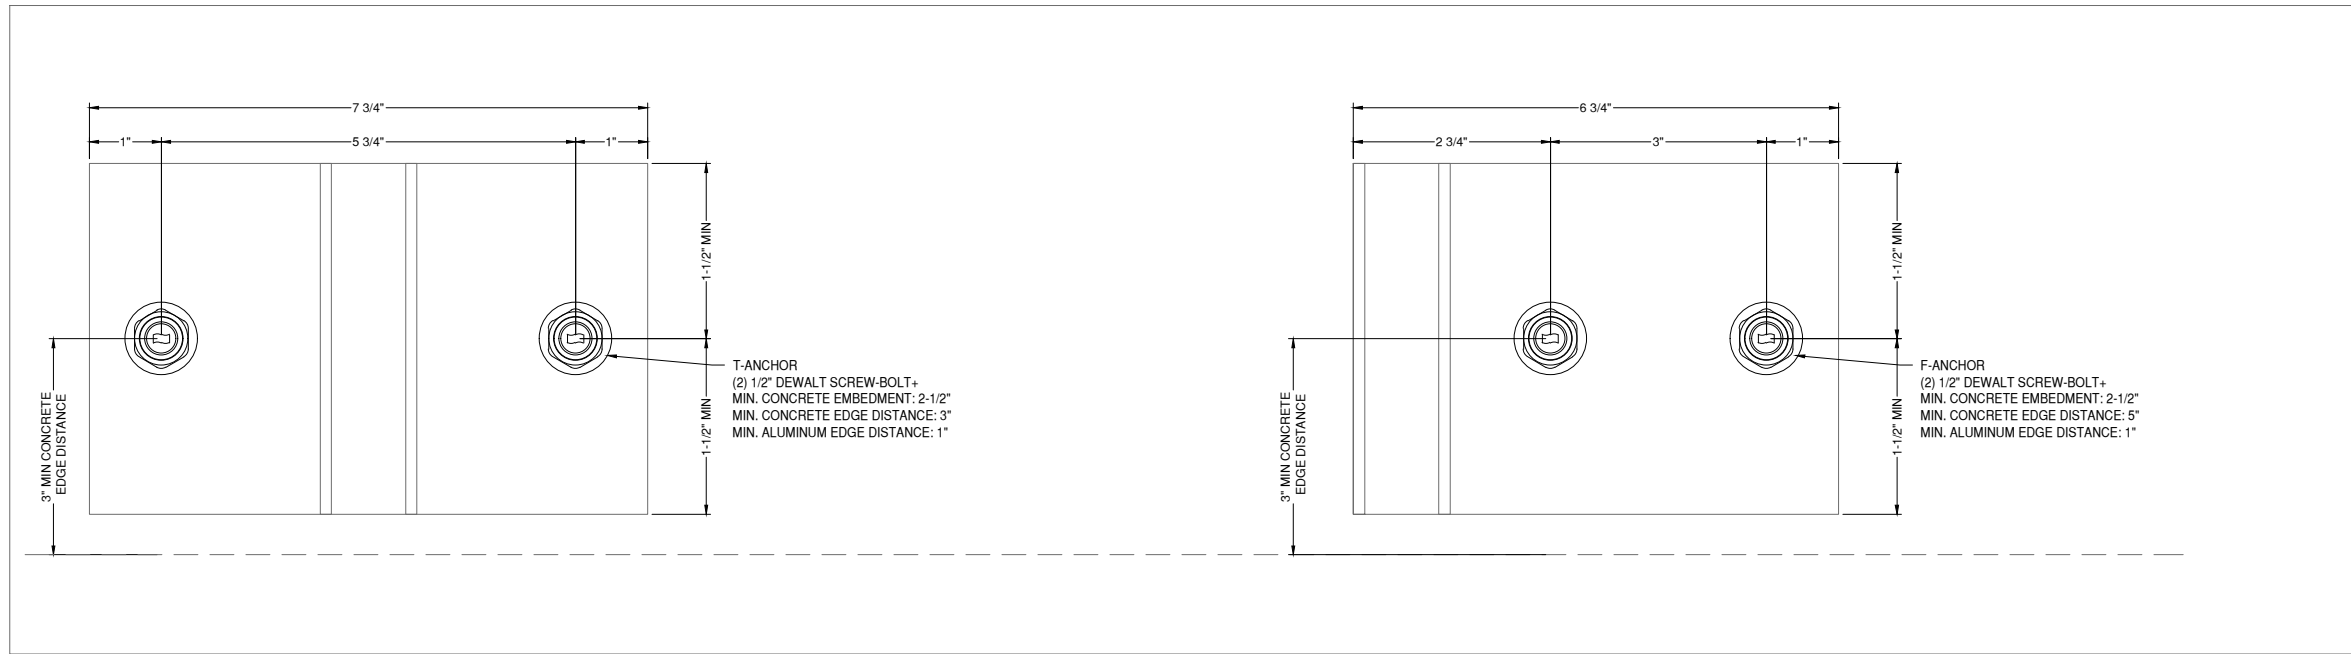 7 3/4"
1"
5 3/4"
1"
1-1/2" MIN
1-1/2" MIN
3" MIN CONCRETE
EDGE DISTANCE
T-ANCHOR
(2) 1/2" DEWALT SCREW-BOLT+
MIN. CONCRETE EMBEDMENT: 2-1/2"
MIN. CONCRETE EDGE DISTANCE: 3"
MIN. ALUMINUM EDGE DISTANCE: 1"
6 3/4"
2 3/4"
3"
1"
1-1/2" MIN
1-1/2" MIN
3" MIN CONCRETE
EDGE DISTANCE
F-ANCHOR
(2) 1/2" DEWALT SCREW-BOLT+
MIN. CONCRETE EMBEDMENT: 2-1/2"
MIN. CONCRETE EDGE DISTANCE: 5"
MIN. ALUMINUM EDGE DISTANCE: 1"